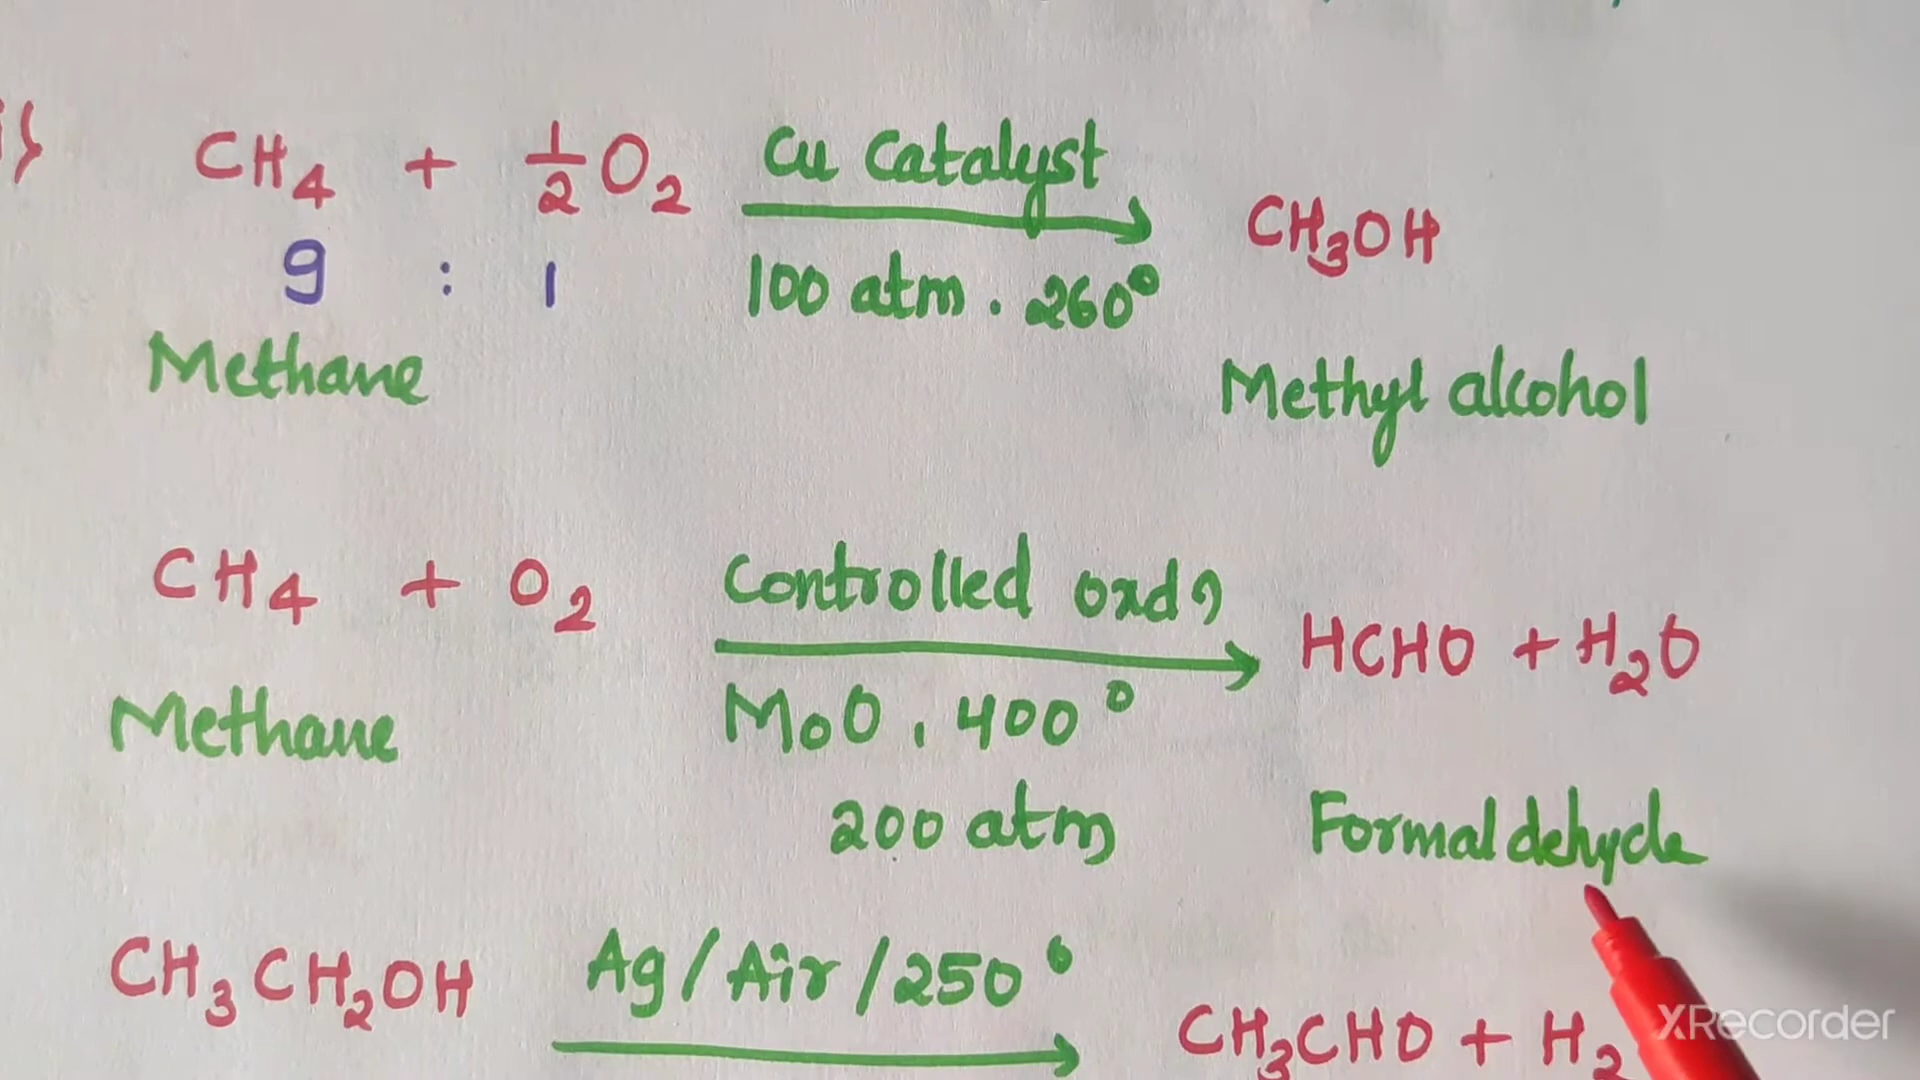 CH₄ + ½O₂ Cu Catalyst CH₃OH
9 : 1 100 atm . 260°
Methane Methyl alcohol
CH₄ + O₂ Controlled oxdn HCHO + H₂O
Methane MoO , 400°
200 atm Formaldehyde
CH₃CH₂OH Ag/Air/250° CH₃CHO + H₂
XRecorder